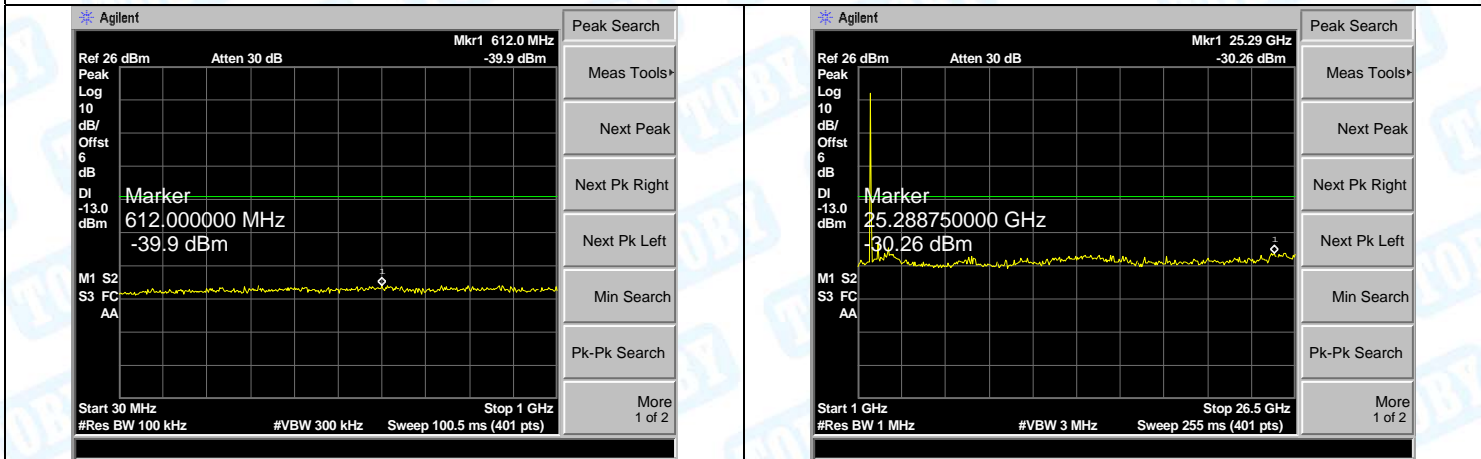 Agilent
Peak Search
Mkr1 612.0 MHz
Ref 26 dBm Atten 30 dB -39.9 dBm
Peak
Log
10
dB/
Offst
6
dB
DI
-13.0
dBm
Marker
612.000000 MHz
-39.9 dBm
1
M1 S2
S3 FC
AA
Start 30 MHz Stop 1 GHz
#Res BW 100 kHz #VBW 300 kHz Sweep 100.5 ms (401 pts)
Meas Tools
Next Peak
Next Pk Right
Next Pk Left
Min Search
Pk-Pk Search
More
1 of 2
Agilent
Peak Search
Mkr1 25.29 GHz
Ref 26 dBm Atten 30 dB -30.26 dBm
Peak
Log
10
dB/
Offst
6
dB
DI
-13.0
dBm
Marker
25.288750000 GHz
-30.26 dBm
1
M1 S2
S3 FC
AA
Start 1 GHz Stop 26.5 GHz
#Res BW 1 MHz #VBW 3 MHz Sweep 255 ms (401 pts)
Meas Tools
Next Peak
Next Pk Right
Next Pk Left
Min Search
Pk-Pk Search
More
1 of 2
TOBY